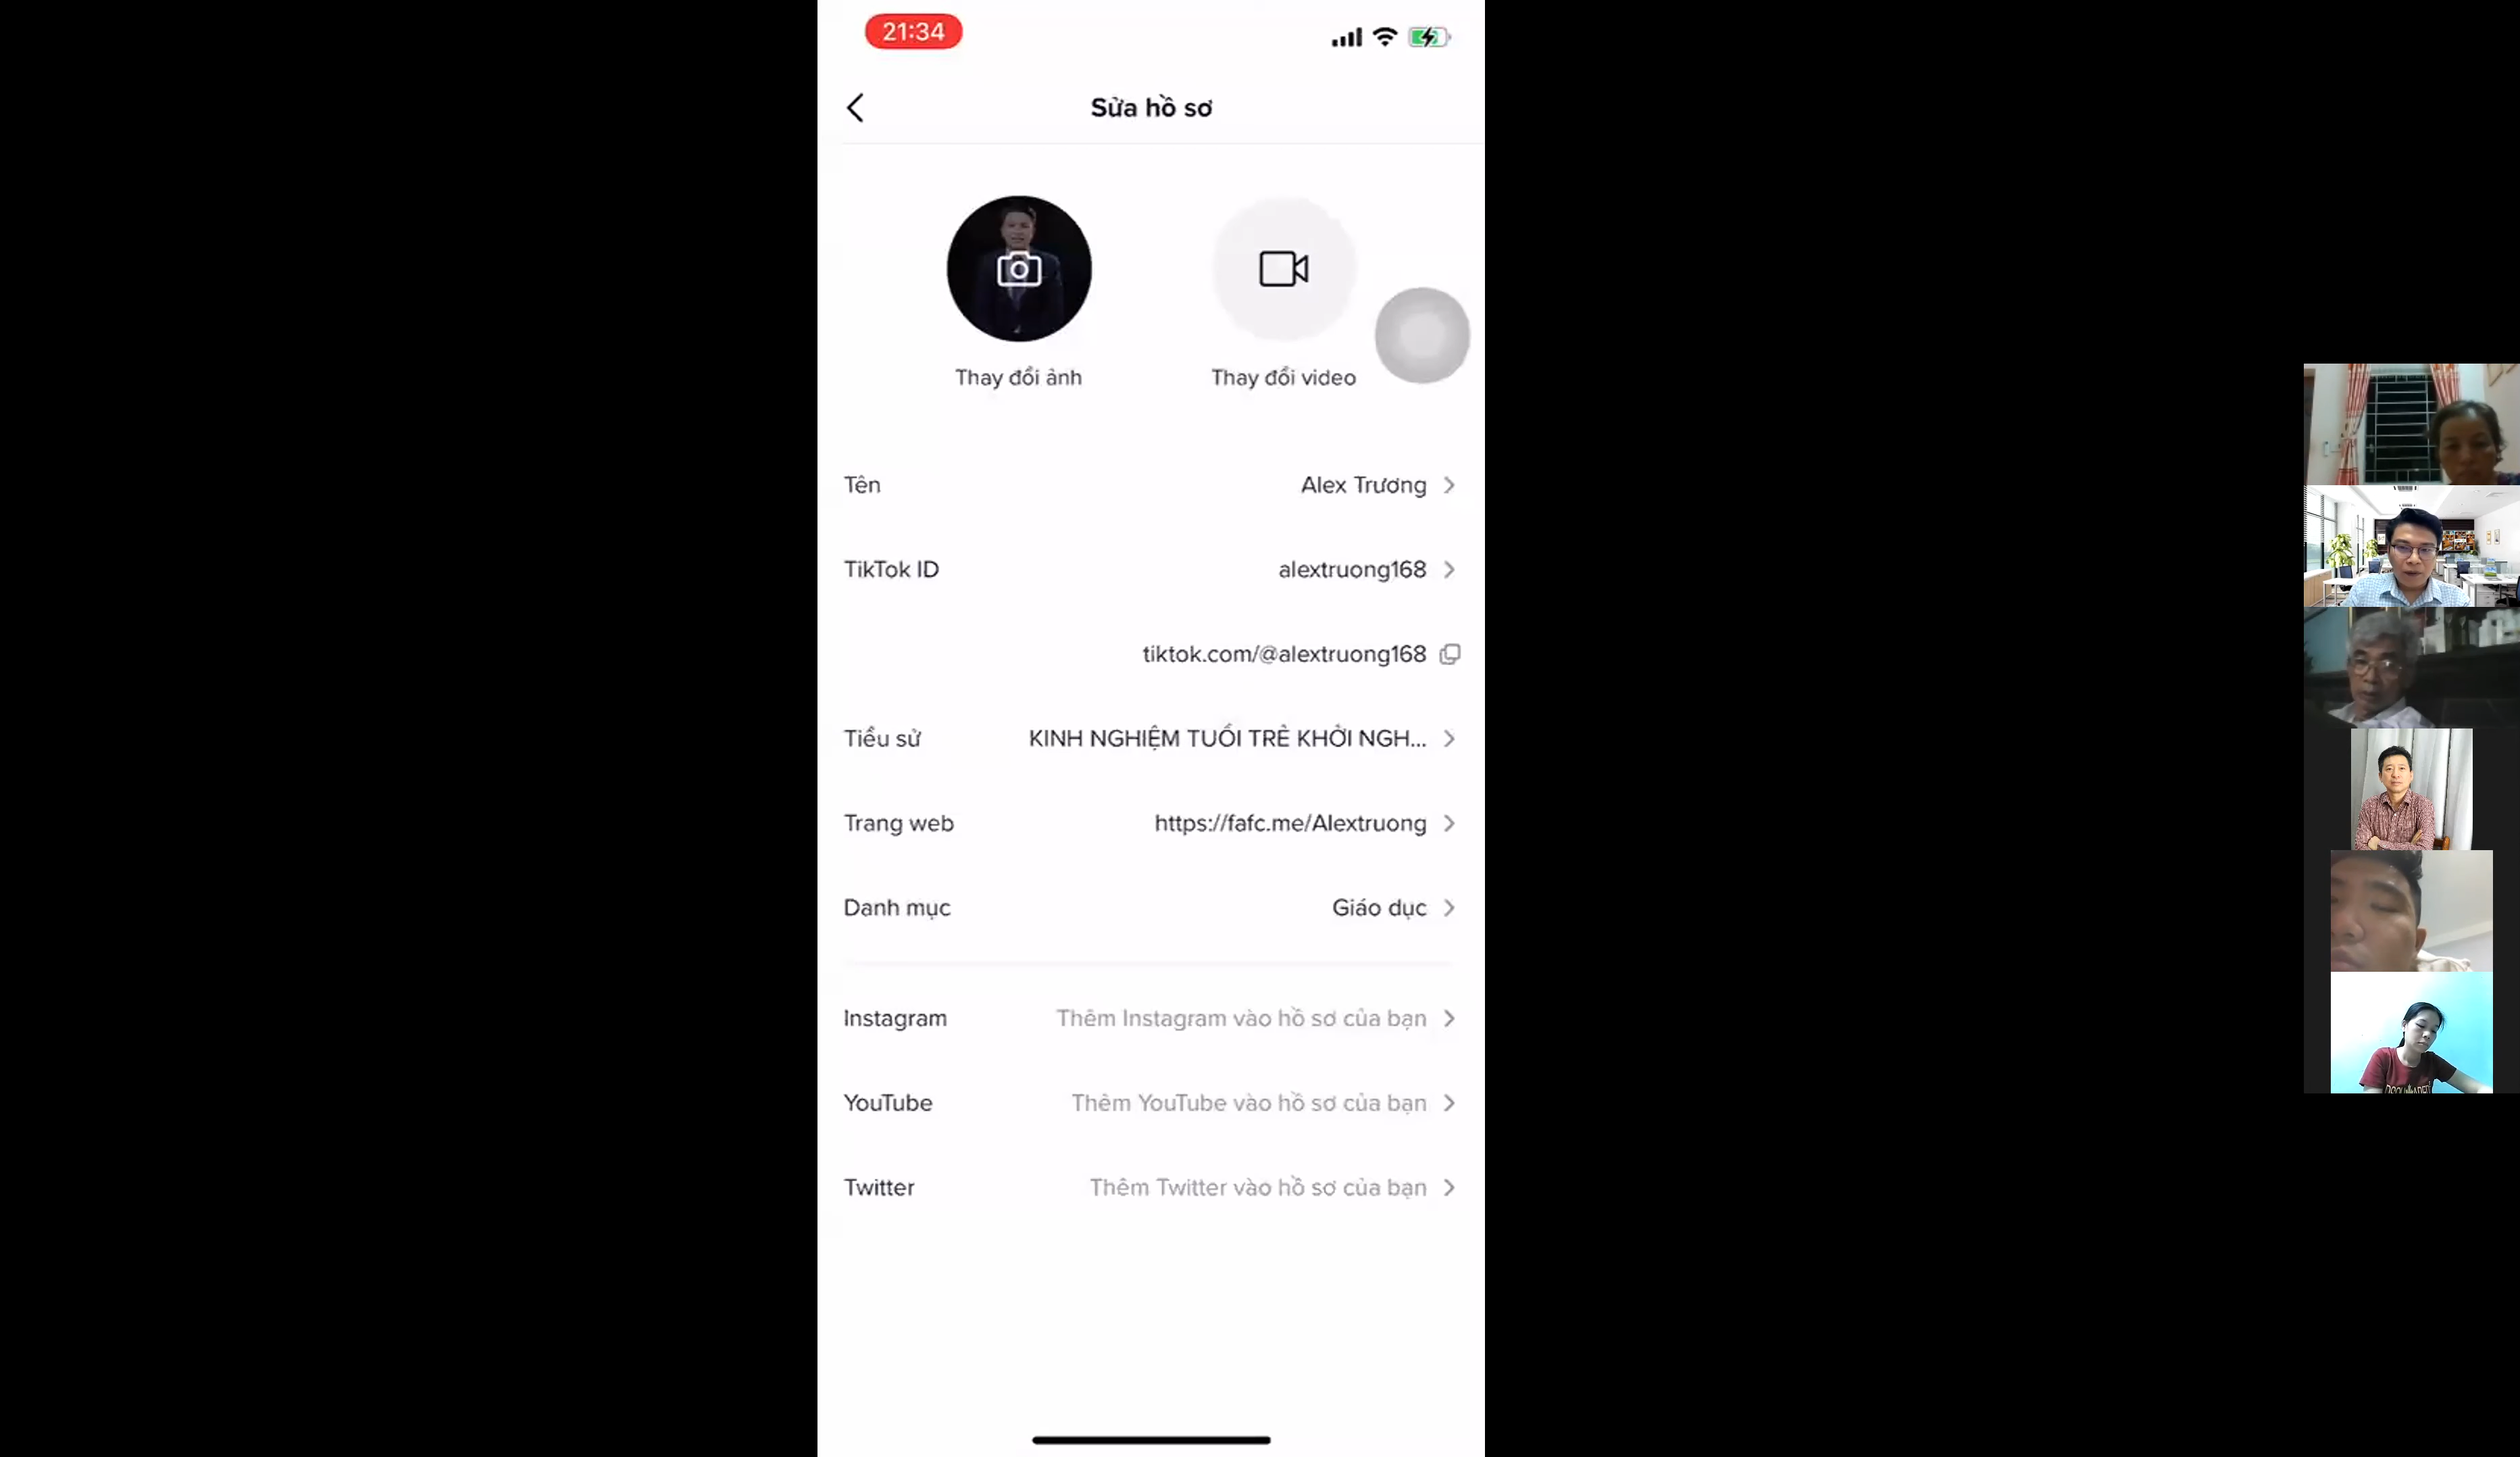 21:34
Sửa hồ sơ
Thay đổi ảnh
Thay đổi video
Tên Alex Trương
TikTok ID alextruong168
tiktok.com/@alextruong168
Tiểu sử KINH NGHIỆM TUỔI TRẺ KHỞI NGH...
Trang web https://fafc.me/Alextruong
Danh mục Giáo dục
Instagram Thêm Instagram vào hồ sơ của bạn
YouTube Thêm YouTube vào hồ sơ của bạn
Twitter Thêm Twitter vào hồ sơ của bạn